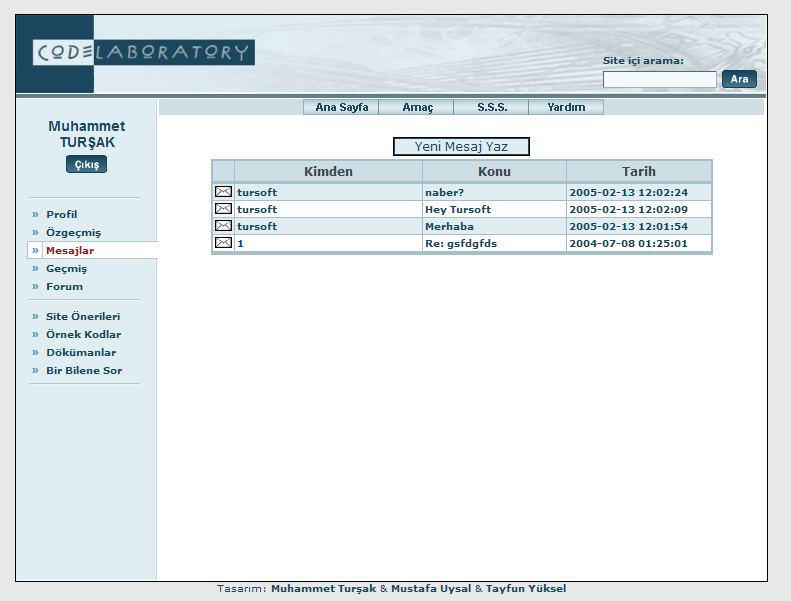 CODELABORATORY
Site içi arama:
Ara
Ana Sayfa Amaç S.S.S. Yardım
Muhammet
TURŞAK
Çıkış
» Profil
» Özgeçmiş
» Mesajlar
» Geçmiş
» Forum
» Site Önerileri
» Örnek Kodlar
» Dökümanlar
» Bir Bilene Sor
Yeni Mesaj Yaz
Kimden Konu Tarih
tursoft naber? 2005-02-13 12:02:24
tursoft Hey Tursoft 2005-02-13 12:02:09
tursoft Merhaba 2005-02-13 12:01:54
1 Re: gsfdgfds 2004-07-08 01:25:01
Tasarım: Muhammet Turşak & Mustafa Uysal & Tayfun Yüksel